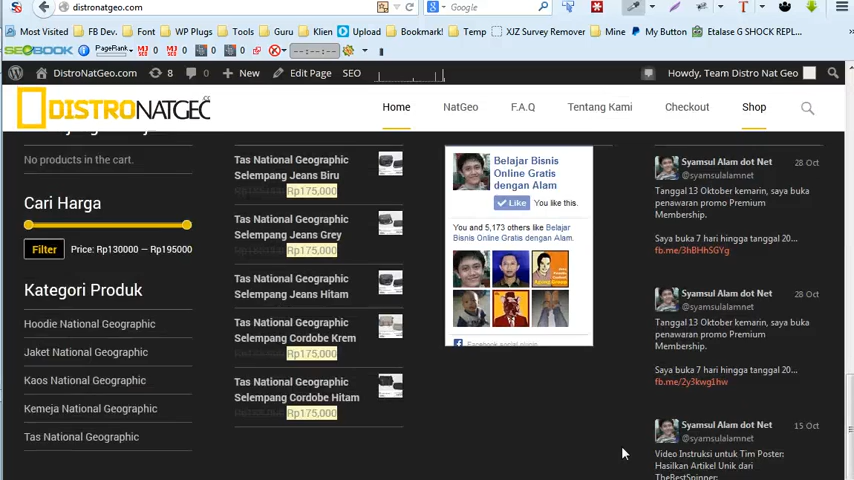 distronatgeo.com
Google
Most Visited
FB Dev.
Font
WP Plugs
Tools
Guru
Klien
Upload
Bookmark!
Temp
XJZ Survey Remover
Mine
My Button
Etalase G SHOCK REPL...
SEOBOOK
PageRank
DistroNatGeo.com
8
New
Edit Page
SEO
Howdy, Team Distro Nat Geo
DISTRONATGEO
Home
NatGeo
F.A.Q
Tentang Kami
Checkout
Shop
No products in the cart.
Cari Harga
Filter
Price: Rp130000 — Rp195000
Kategori Produk
Hoodie National Geographic
Jaket National Geographic
Kaos National Geographic
Kemeja National Geographic
Tas National Geographic
Tas National Geographic
Selempang Jeans Biru
Rp175,000
Tas National Geographic
Selempang Jeans Grey
Rp175,000
Tas National Geographic
Selempang Jeans Hitam
Tas National Geographic
Selempang Cordobe Krem
Rp175,000
Tas National Geographic
Selempang Cordobe Hitam
Rp175,000
Belajar Bisnis
Online Gratis
dengan Alam
Like
You like this.
You and 5,173 others like Belajar
Bisnis Online Gratis dengan Alam.
Facebook social plugin
Syamsul Alam dot Net
28 Oct
@syamsulalamnet
Tanggal 13 Oktober kemarin, saya buka
penawaran promo Premium
Membership.
Saya buka 7 hari hingga tanggal 20...
fb.me/3hBHhSGYg
Syamsul Alam dot Net
28 Oct
@syamsulalamnet
Tanggal 13 Oktober kemarin, saya buka
penawaran promo Premium
Membership.
Saya buka 7 hari hingga tanggal 20...
fb.me/2y3kwg1hw
Syamsul Alam dot Net
15 Oct
@syamsulalamnet
Video Instruksi untuk Tim Poster:
Hasilkan Artikel Unik dari
TheBestSpinner: